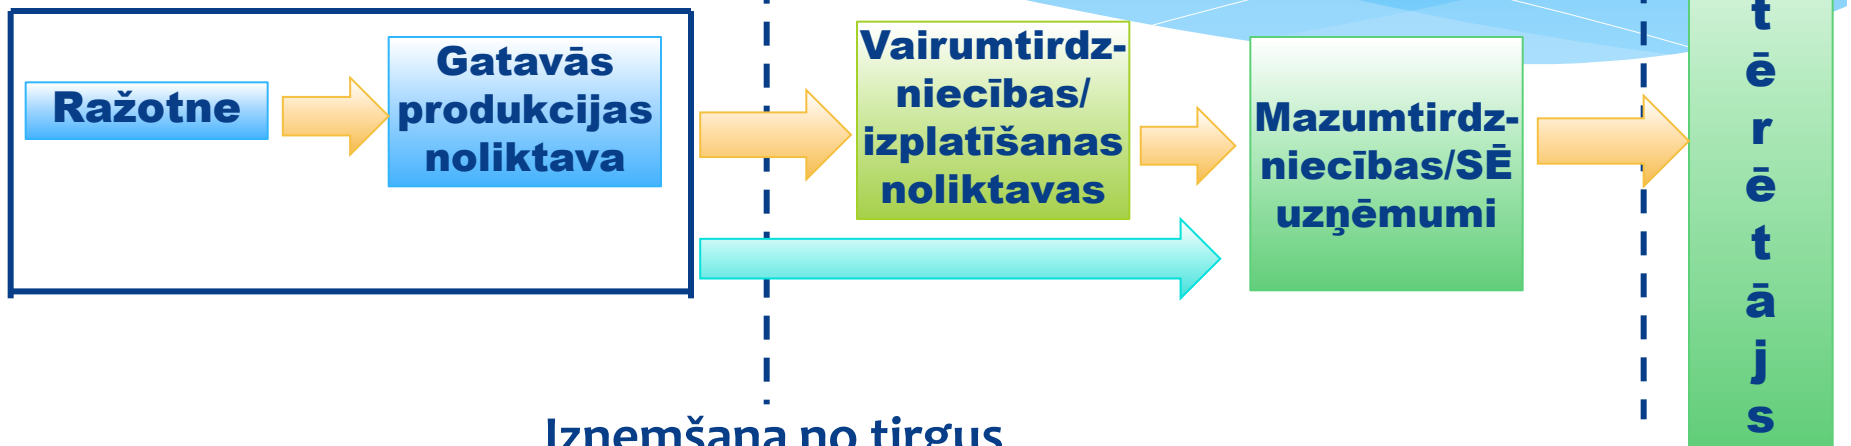 Ražotne
Gatavās
produkcijas
noliktava
Vairumtirdz-
niecības/
izplatīšanas
noliktavas
Mazumtirdz-
niecības/SĒ
uzņēmumi
t
ē
r
ē
t
ā
j
s
Izņemšana no tirgus